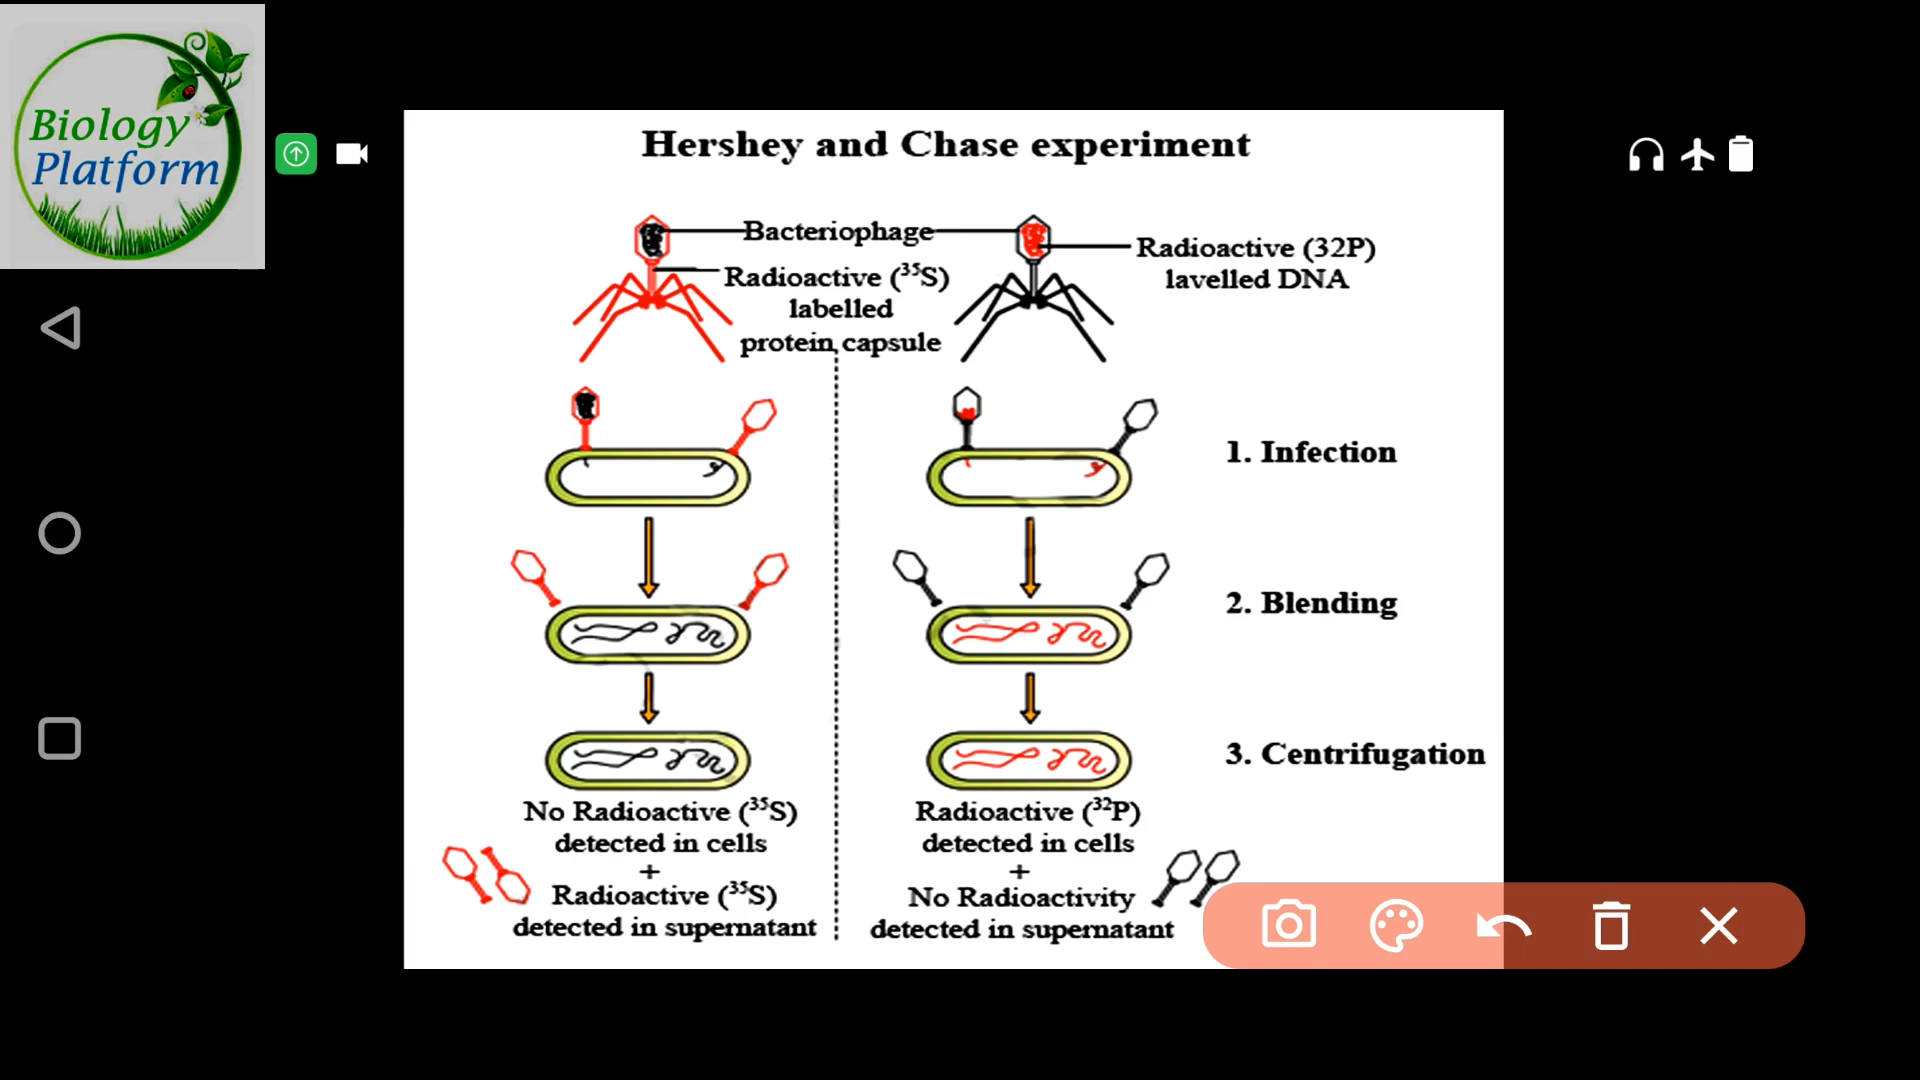 Biology
Platform
Hershey and Chase experiment
Bacteriophage
Radioactive (³⁵S)
labelled
protein capsule
Radioactive (32P)
lavelled DNA
1. Infection
2. Blending
3. Centrifugation
No Radioactive (³⁵S)
detected in cells
+
Radioactive (³⁵S)
detected in supernatant
Radioactive (³²P)
detected in cells
+
No Radioactivity
detected in supernatant